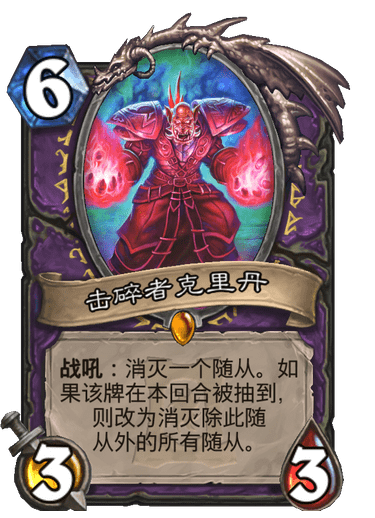 6
击碎者克里丹
战吼：消灭一个随从。如
果该牌在本回合被抽到，
则改为消灭除此随
从外的所有随从。
3
3